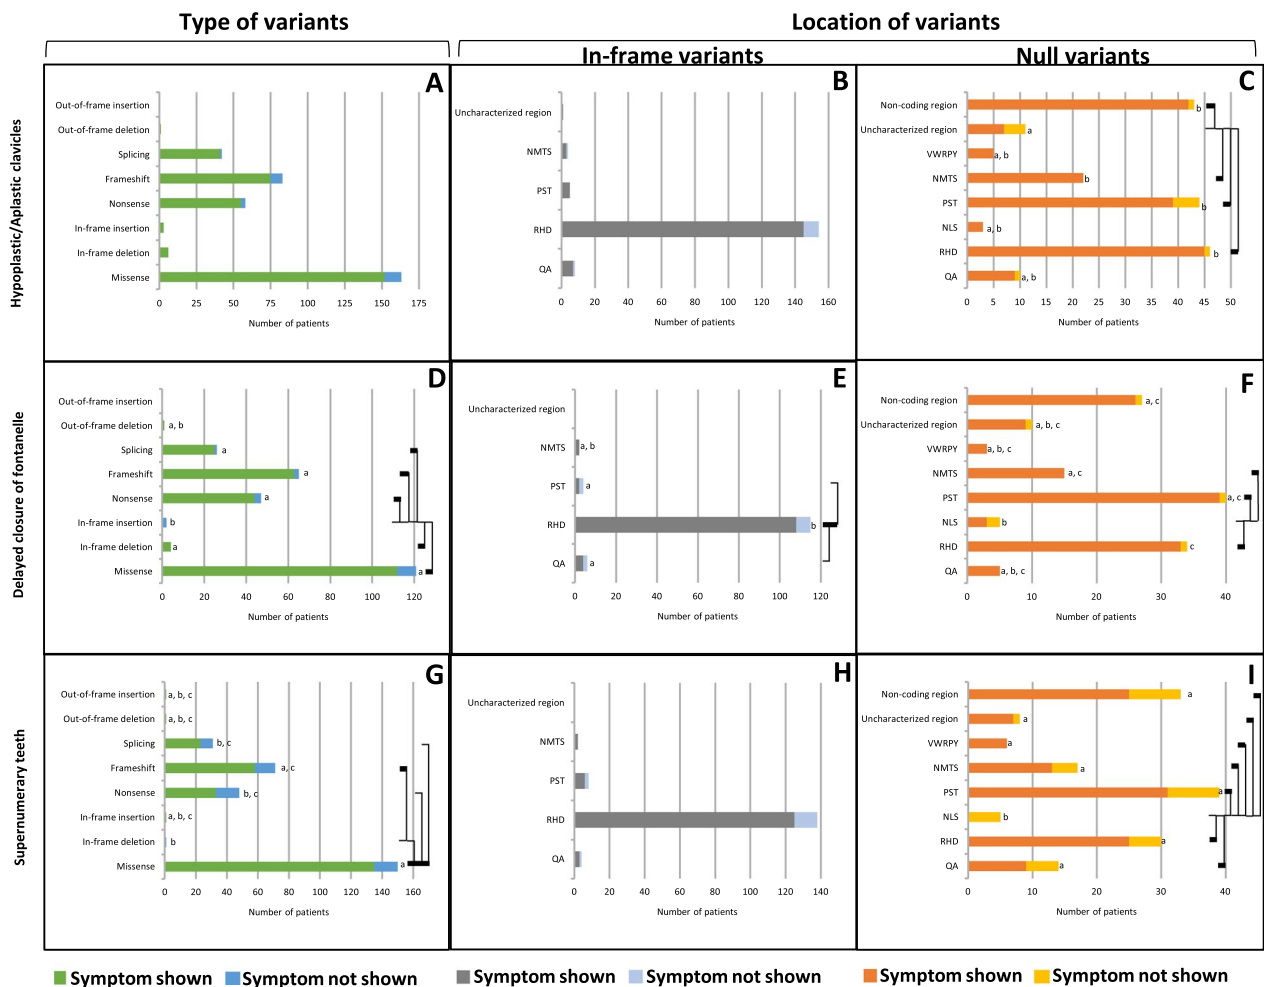 Type of variants
Location of variants
In-frame variants
Null variants
Hypoplastic/Aplastic clavicles
A
Out-of-frame insertion
Out-of-frame deletion
Splicing
Frameshift
Nonsense
In-frame insertion
In-frame deletion
Missense
0 25 50 75 100 125 150 175
Number of patients
B
Uncharacterized region
NMTS
PST
RHD
QA
0 20 40 60 80 100 120 140 160
Number of patients
C
Non-coding region b
Uncharacterized region a
VWRPY a, b
NMTS b
PST b
NLS a, b
RHD b
QA a, b
0 5 10 15 20 25 30 35 40 45 50
Number of patients
Delayed closure of fontanelle
D
Out-of-frame insertion
Out-of-frame deletion a, b
Splicing a
Frameshift a
Nonsense a
In-frame insertion b
In-frame deletion a
Missense a
0 20 40 60 80 100 120
Number of patients
E
Uncharacterized region
NMTS a, b
PST a
RHD b
QA a
0 20 40 60 80 100 120
Number of patients
F
Non-coding region a, c
Uncharacterized region a, b, c
VWRPY a, b, c
NMTS a, c
PST a, c
NLS b
RHD c
QA a, b, c
0 10 20 30 40
Number of patients
Supernumerary teeth
G
Out-of-frame insertion a, b, c
Out-of-frame deletion a, b, c
Splicing b, c
Frameshift a, c
Nonsense b, c
In-frame insertion a, b, c
In-frame deletion b
Missense a
0 20 40 60 80 100 120 140 160
Number of patients
H
Uncharacterized region
NMTS
PST
RHD
QA
0 20 40 60 80 100 120 140
Number of patients
I
Non-coding region a
Uncharacterized region a
VWRPY a
NMTS a
PST a
NLS b
RHD a
QA a
0 10 20 30 40
Number of patients
Symptom shown Symptom not shown
Symptom shown Symptom not shown
Symptom shown Symptom not shown